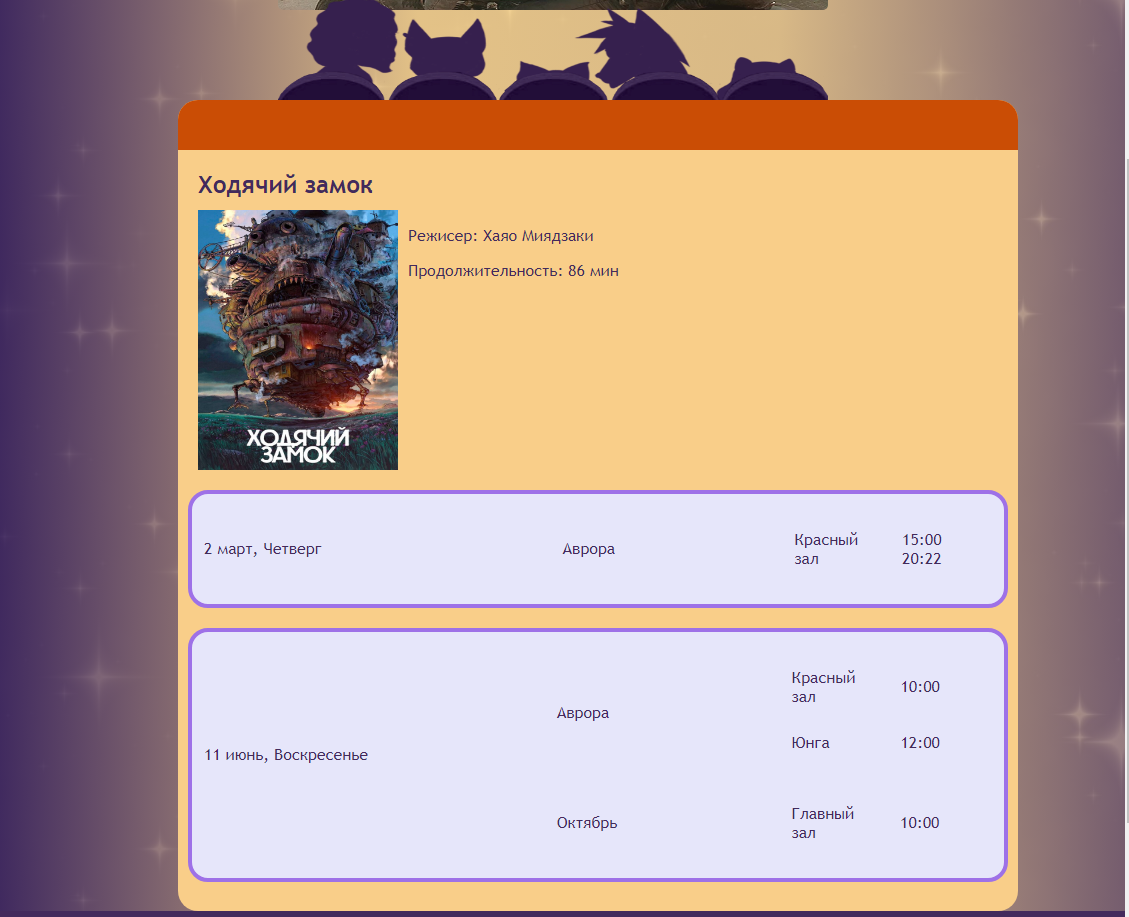 Ходячий замок
Режисер: Хаяо Миядзаки
Продолжительность: 86 мин
ХОДЯЧИЙ
ЗАМОК
2 март, Четверг
Аврора
Красный
зал
15:00
20:22
11 июнь, Воскресенье
Аврора
Красный
зал
10:00
Юнга
12:00
Октябрь
Главный
зал
10:00